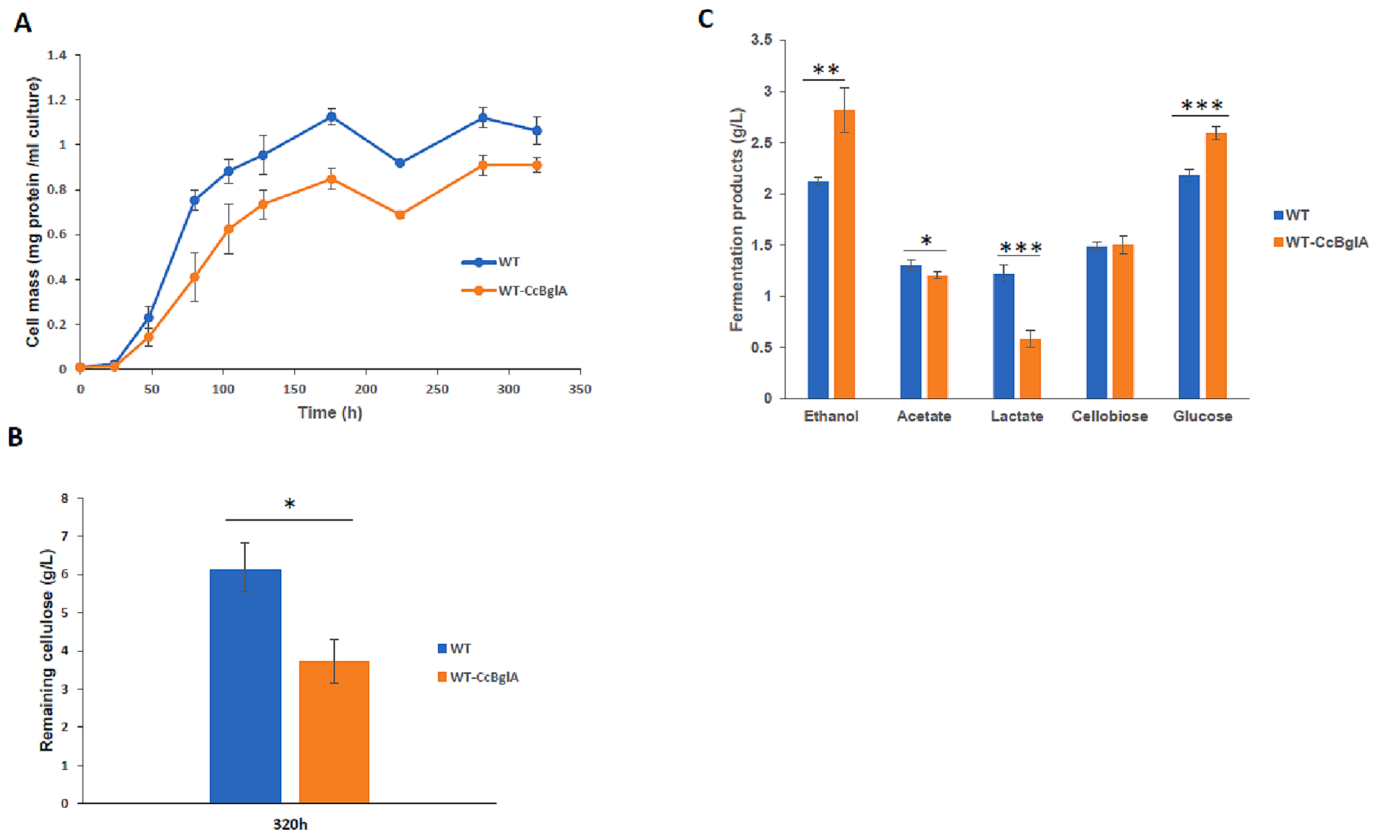 A
Cell mass (mg protein /ml culture)
1.4
1.2
1
0.8
0.6
0.4
0.2
0
0 50 100 150 200 250 300 350
Time (h)
WT
WT-CcBglA
B
Remaining cellulose (g/L)
8
7
6
5
4
3
2
1
0
*
320h
WT
WT-CcBglA
C
Fermentation products (g/L)
3.5
3
2.5
2
1.5
1
0.5
0
**
*
***
***
Ethanol Acetate Lactate Cellobiose Glucose
WT
WT-CcBglA